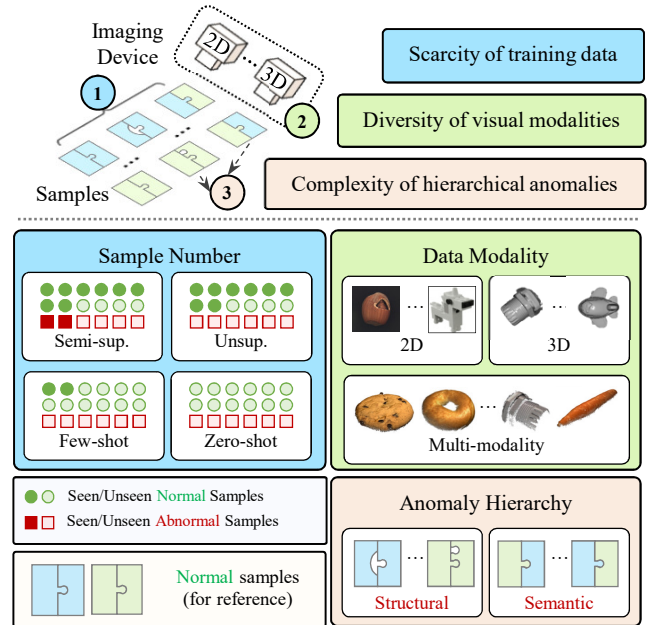 Imaging
Device
2D
3D
1
2
Samples
3
Scarcity of training data
Diversity of visual modalities
Complexity of hierarchical anomalies
Sample Number
Semi-sup.
Unsup.
Few-shot
Zero-shot
Data Modality
2D
3D
Multi-modality
Seen/Unseen Normal Samples
Seen/Unseen Abnormal Samples
Normal samples
(for reference)
Anomaly Hierarchy
Structural
Semantic